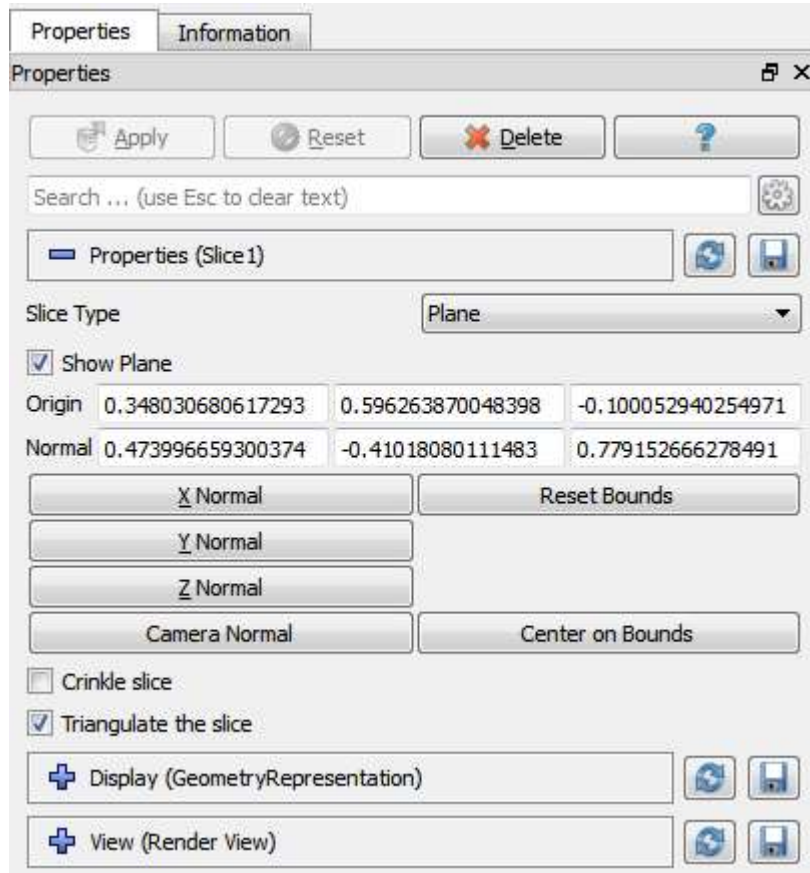 Properties Information
Properties
Apply Reset Delete ?
Search ... (use Esc to clear text)
Properties (Slice1)
Slice Type Plane
Show Plane
Origin 0.348030680617293 0.596263870048398 -0.100052940254971
Normal 0.473996659300374 -0.41018080111483 0.779152666278491
X Normal Reset Bounds
Y Normal
Z Normal
Camera Normal Center on Bounds
Crinkle slice
Triangulate the slice
Display (GeometryRepresentation)
View (Render View)